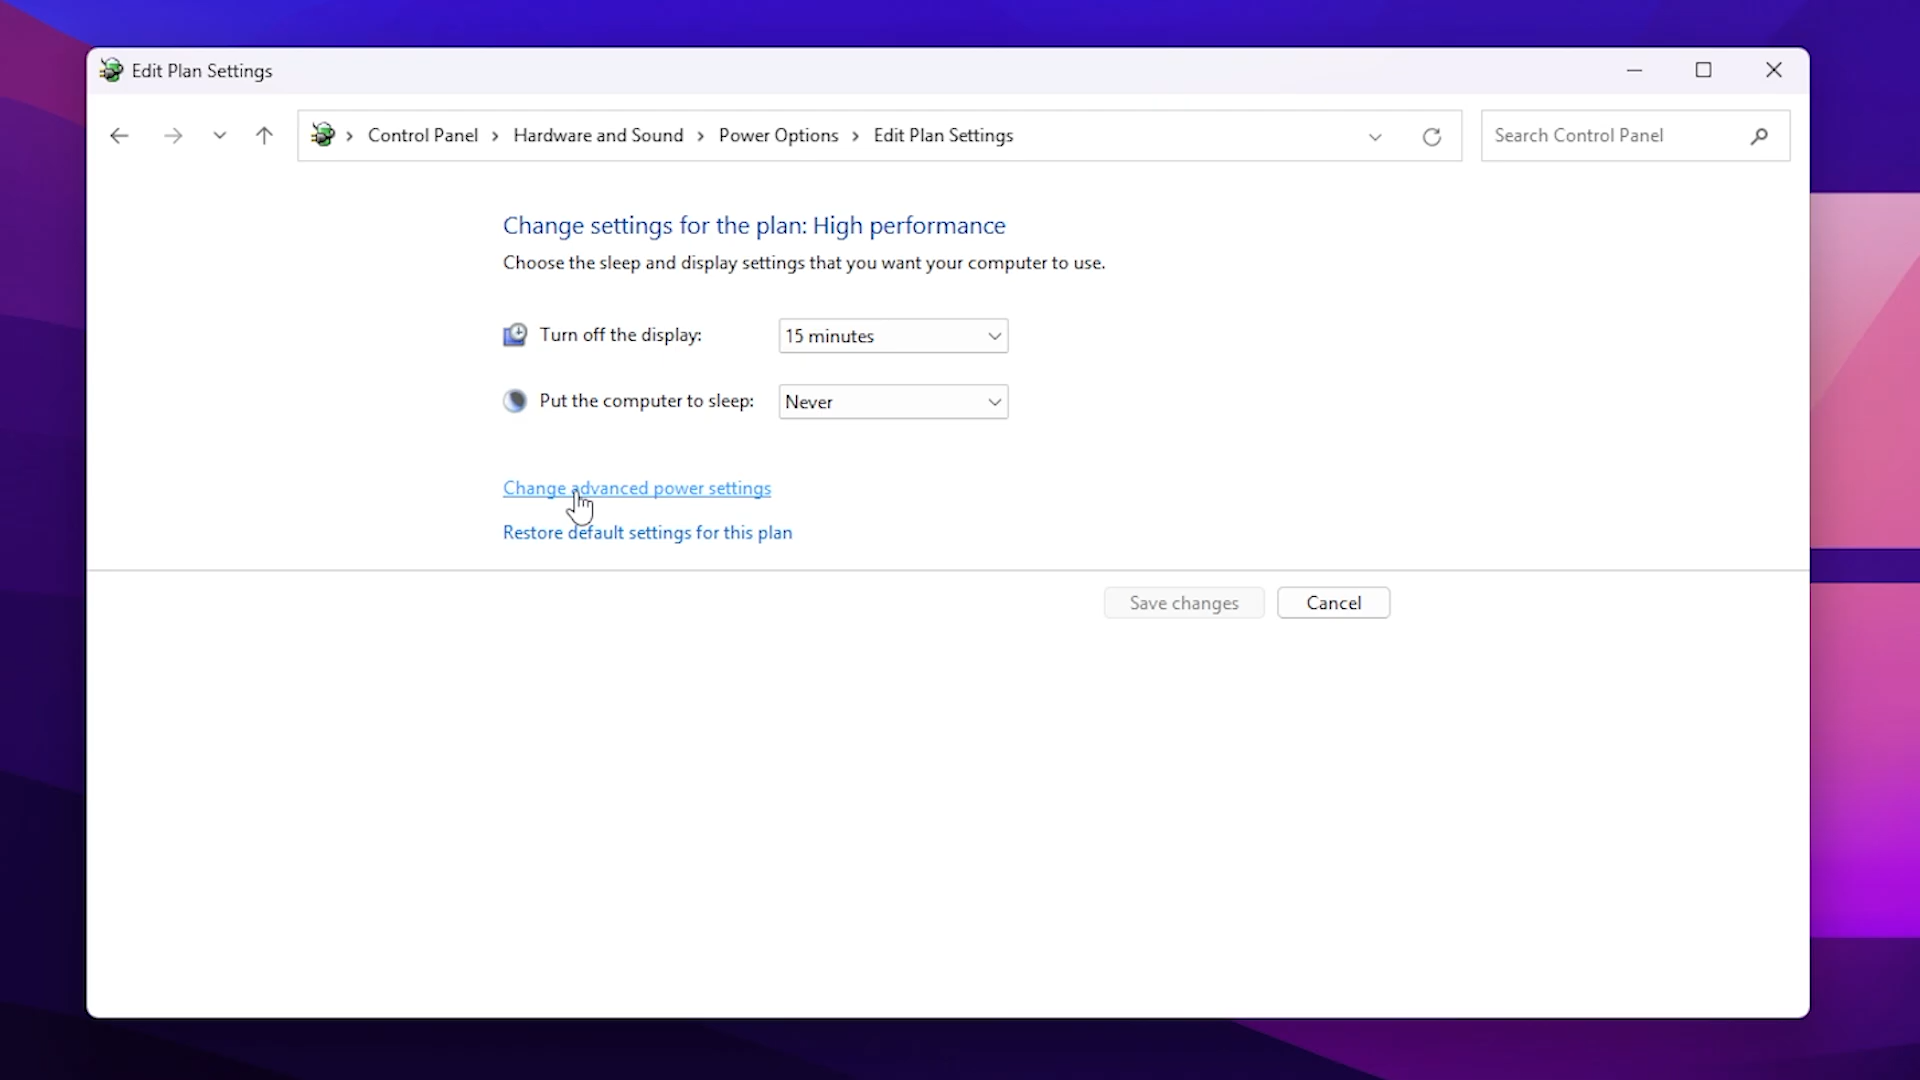 Edit Plan Settings
Control Panel > Hardware and Sound > Power Options > Edit Plan Settings
Search Control Panel
Change settings for the plan: High performance
Choose the sleep and display settings that you want your computer to use.
Turn off the display: 15 minutes
Put the computer to sleep: Never
Change advanced power settings
Restore default settings for this plan
Save changes Cancel